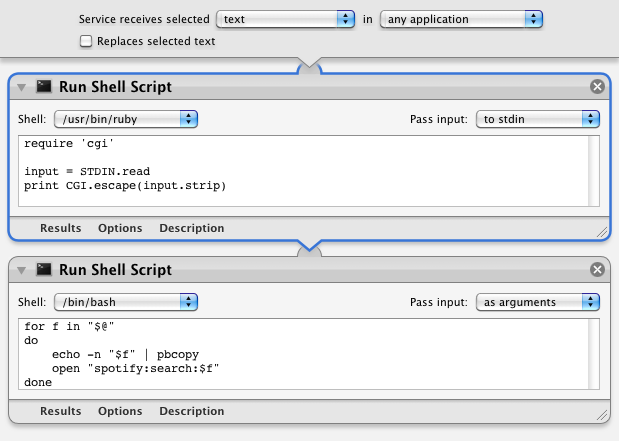 Service receives selected text in any application
Replaces selected text
Run Shell Script
Shell: /usr/bin/ruby Pass input: to stdin
require 'cgi'
input = STDIN.read
print CGI.escape(input.strip)
Results Options Description
Run Shell Script
Shell: /bin/bash Pass input: as arguments
for f in "$@"
do
    echo -n "$f" | pbcopy
    open "spotify:search:$f"
done
Results Options Description